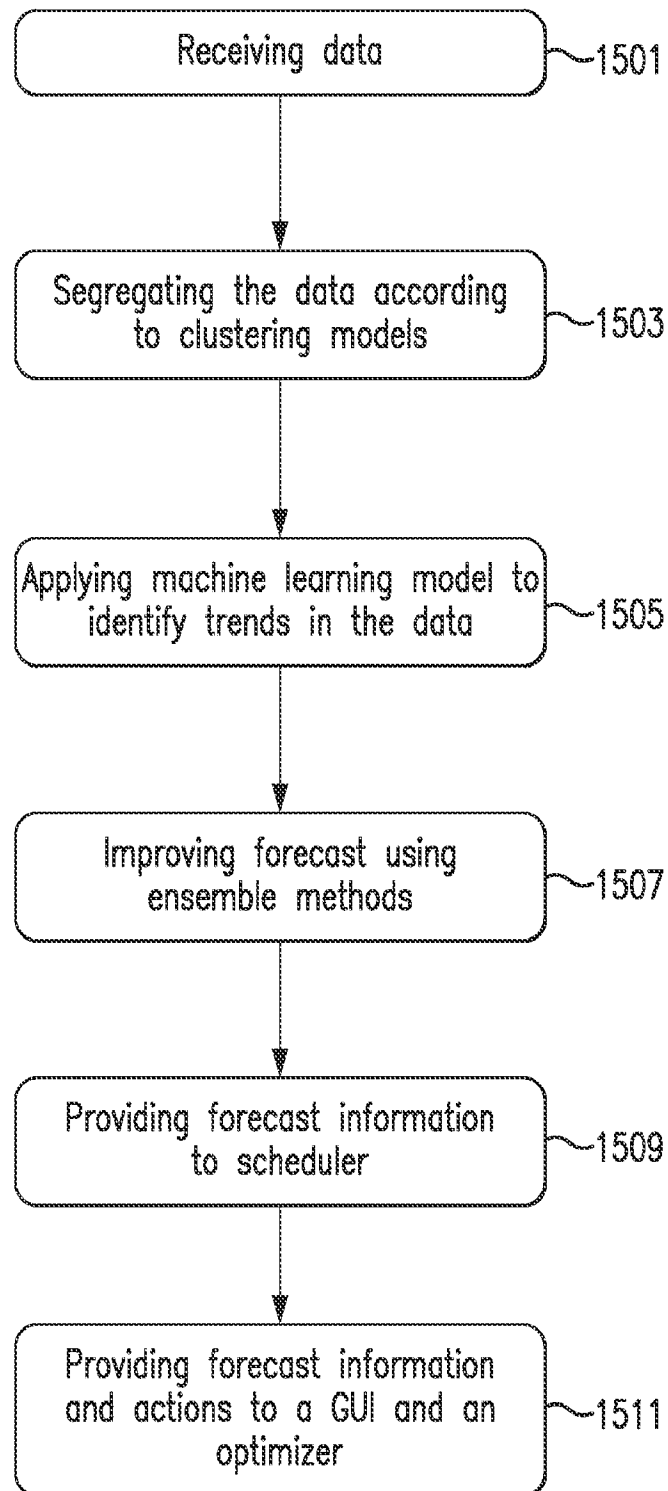 Receiving data
1501
Segregating the data according
to clustering models
1503
Applying machine learning model to
identify trends in the data
1505
Improving forecast using
ensemble methods
1507
Providing forecast information
to scheduler
1509
Providing forecast information
and actions to a GUI and an
optimizer
1511